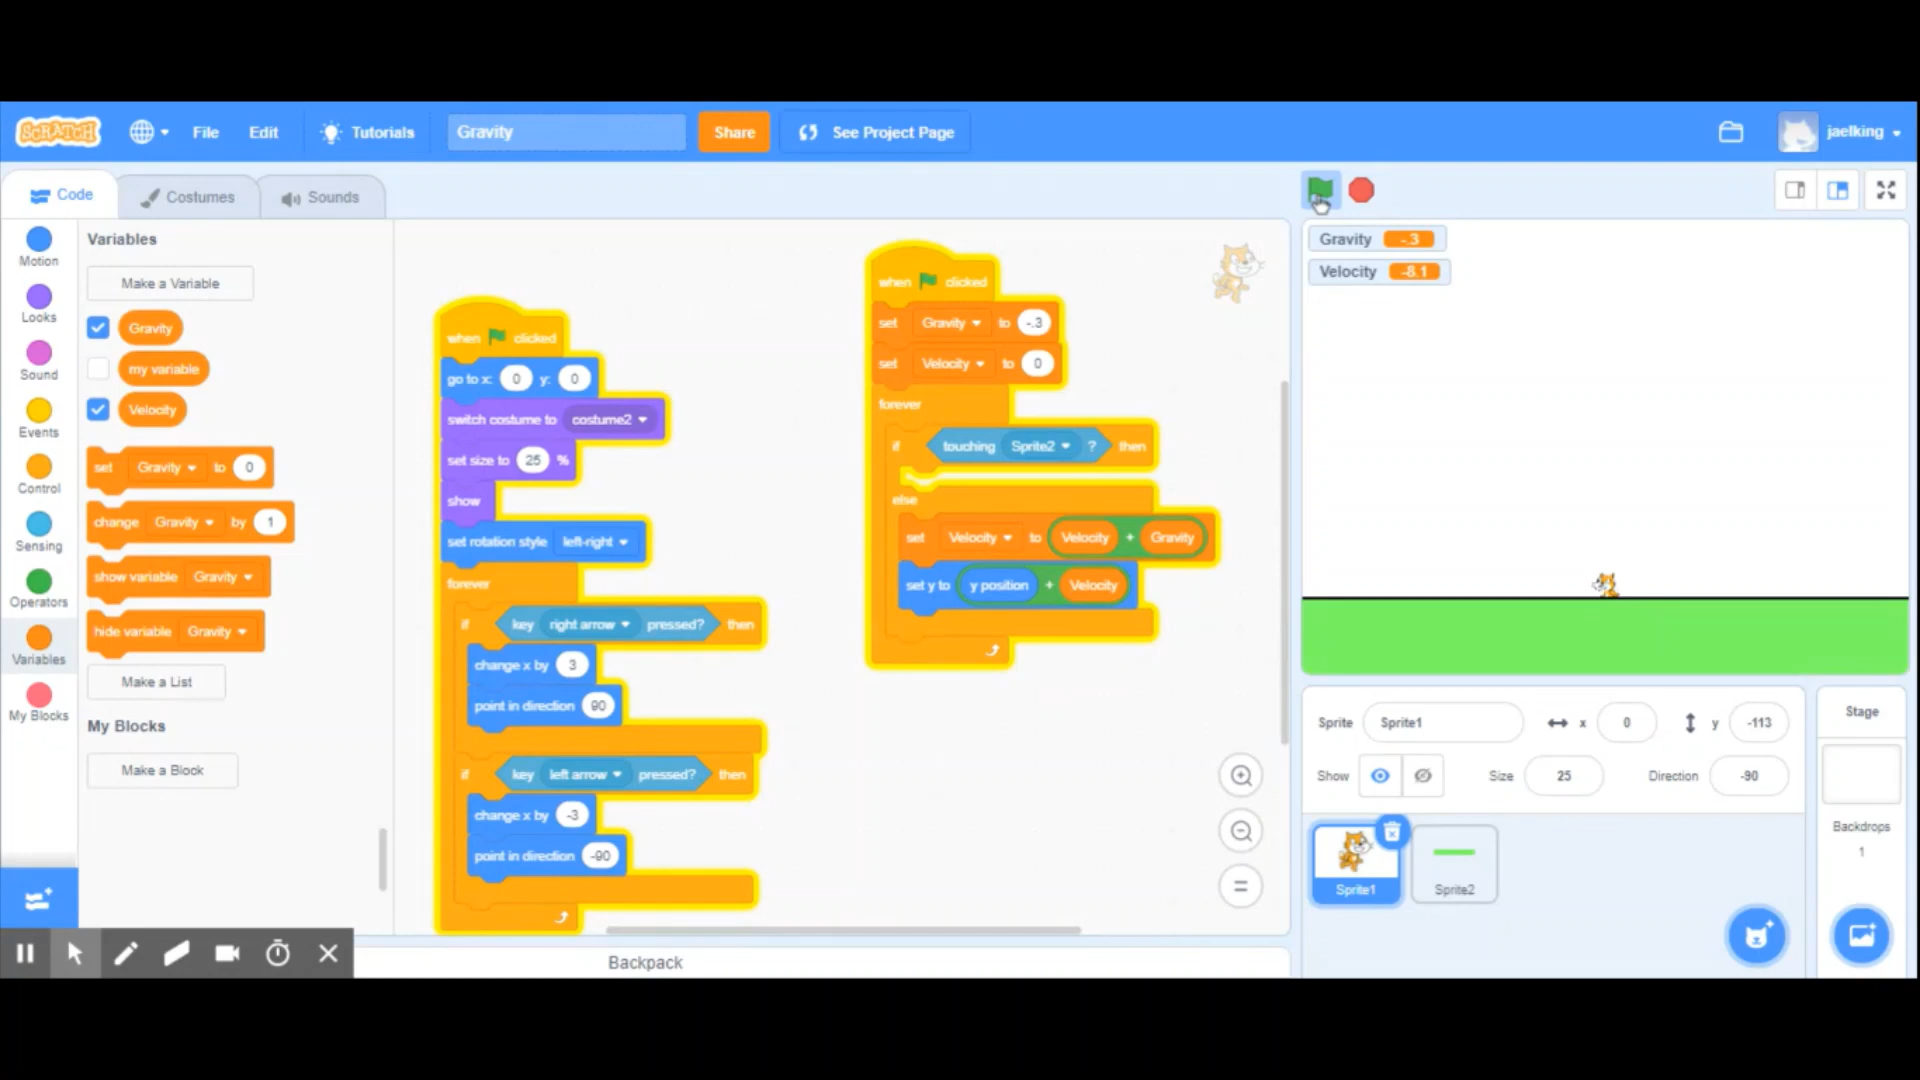 SCRATCH File Edit Tutorials Gravity Share See Project Page jaelking
Code Costumes Sounds
Motion
Looks
Sound
Events
Control
Sensing
Operators
Variables
My Blocks
Variables
Make a Variable
Gravity
my variable
Velocity
set Gravity to 0
change Gravity by 1
show variable Gravity
hide variable Gravity
Make a List
My Blocks
Make a Block
when clicked
go to x: 0 y: 0
switch costume to costume2
set size to 25 %
show
set rotation style left-right
forever
if key right arrow pressed? then
change x by 3
point in direction 90
if key left arrow pressed? then
change x by -3
point in direction -90
when clicked
set Gravity to -.3
set Velocity to 0
forever
if touching Sprite2 ? then
else
set Velocity to Velocity + Gravity
set y to y position + Velocity
Backpack
Gravity -.3
Velocity -8.1
Sprite Sprite1 x 0 y -113
Show Size 25 Direction -90
Sprite1
Sprite2
Stage
Backdrops
1